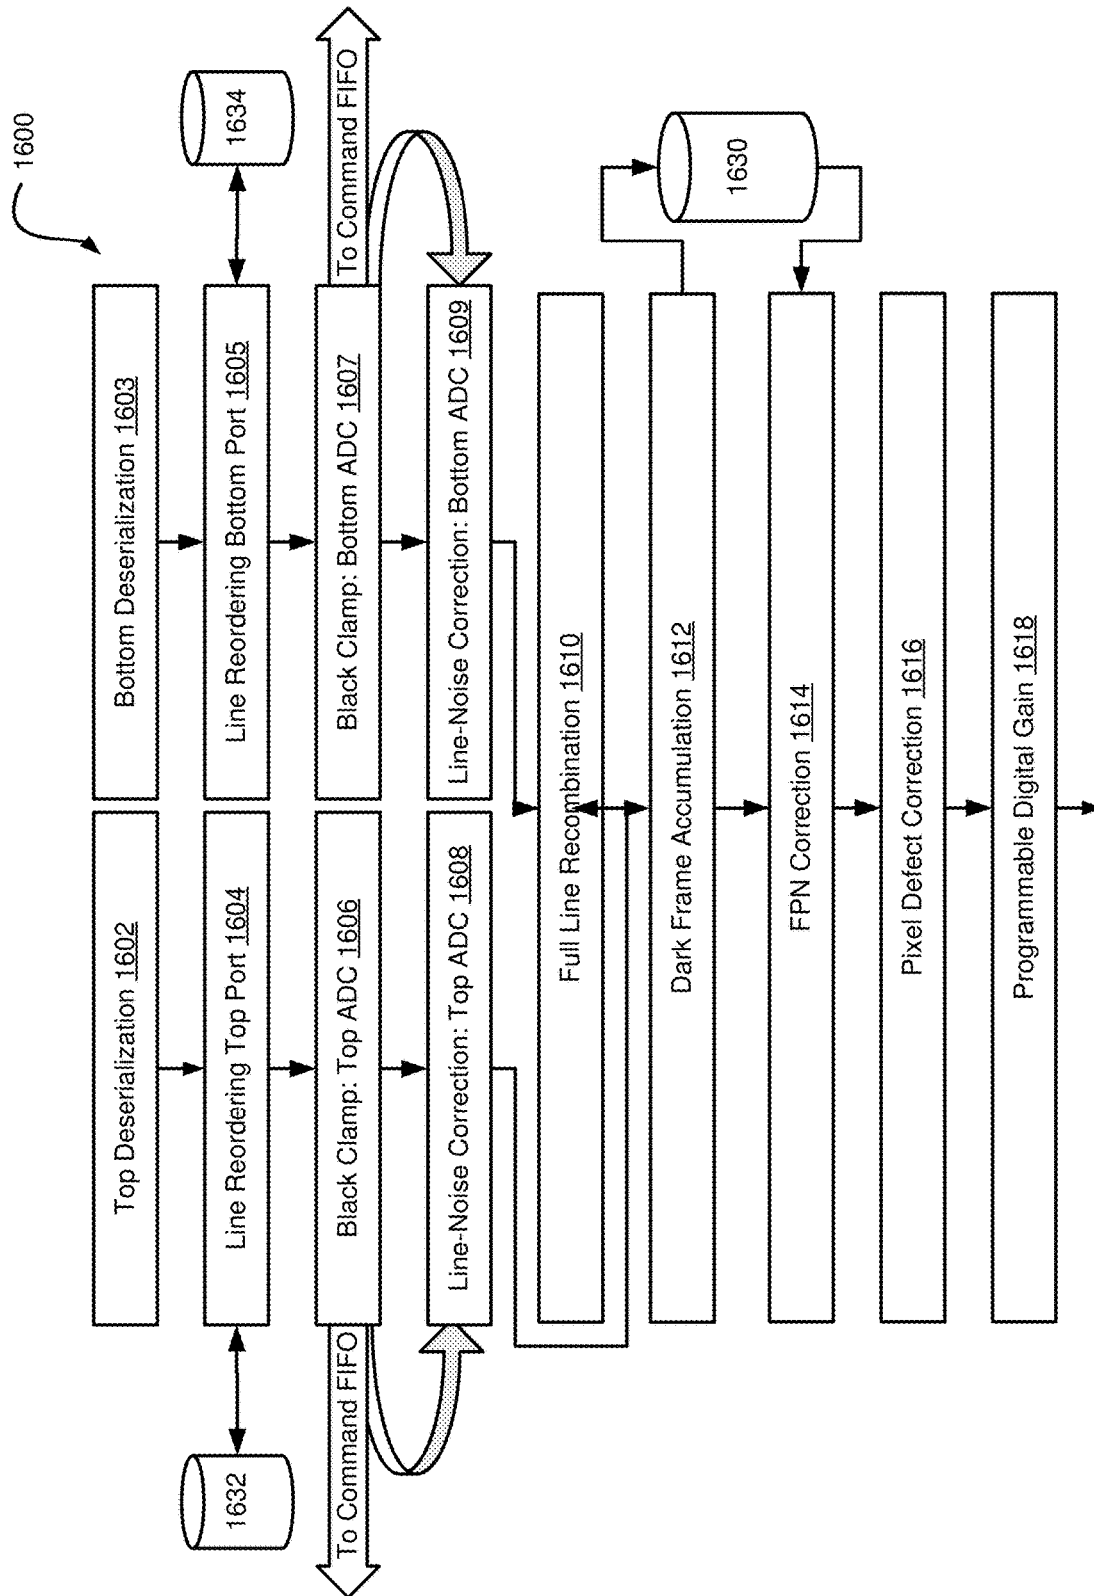 1600
Top Deserialization 1602
Bottom Deserialization 1603
1632
Line Reordering Top Port 1604
Line Reordering Bottom Port 1605
1634
To Command FIFO
Black Clamp: Top ADC 1606
Black Clamp: Bottom ADC 1607
To Command FIFO
Line-Noise Correction: Top ADC 1608
Line-Noise Correction: Bottom ADC 1609
Full Line Recombination 1610
Dark Frame Accumulation 1612
1630
FPN Correction 1614
Pixel Defect Correction 1616
Programmable Digital Gain 1618